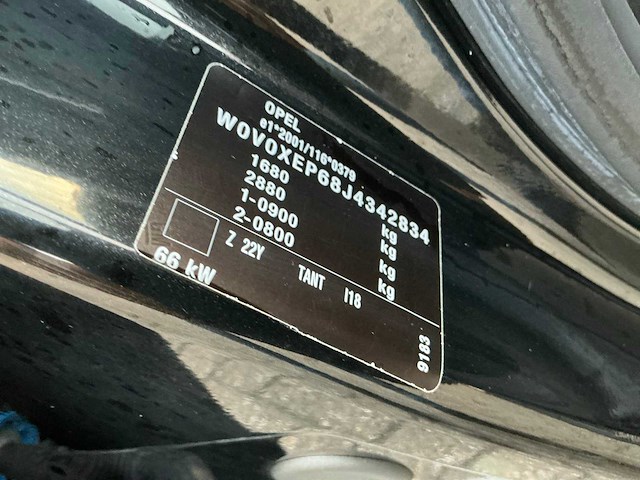 OPEL
e1*2001/116*0379
W0V0XEP68J4342834
1680 kg
2880 kg
1-0900 kg
2-0800 kg
Z 22Y TANT I18
66 kW 9183